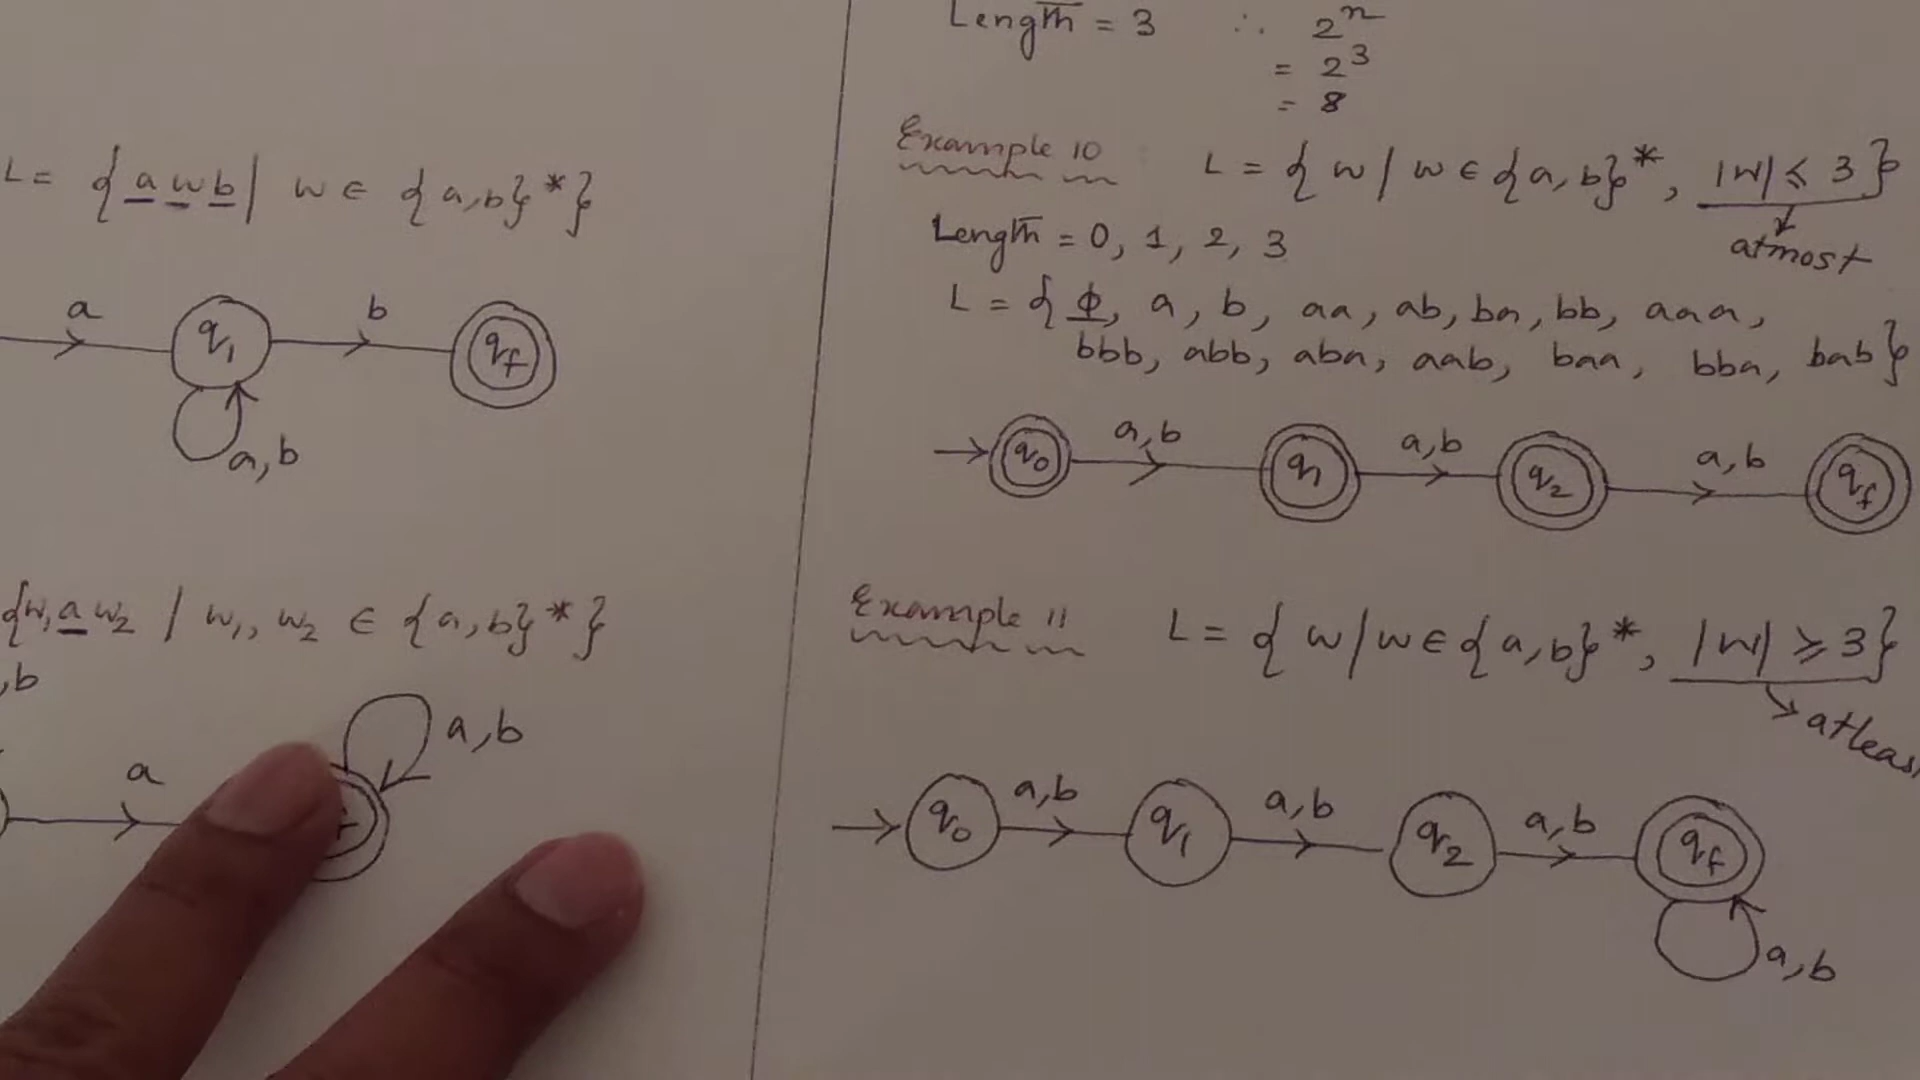 L = {a w b | w ∈ {a,b}*}
a
b
q1
qf
a,b
{w1 a w2 / w1, w2 ∈ {a,b}*}
,b
a
a,b
Length = 3 ∴ 2^n
= 2^3
= 8
Example 10 L = { w / w ∈ {a,b}*, |w| ≤ 3}
atmost
Length = 0, 1, 2, 3
L = { ϕ, a, b, aa, ab, ba, bb, aaa,
bbb, abb, aba, aab, baa, bba, bab}
a,b a,b a,b
→ q0 q1 q2 qf
Example 11 L = { w / w ∈ {a,b}*, |w| ≥ 3}
atleas
a,b a,b a,b
→ q0 q1 q2 qf
a,b